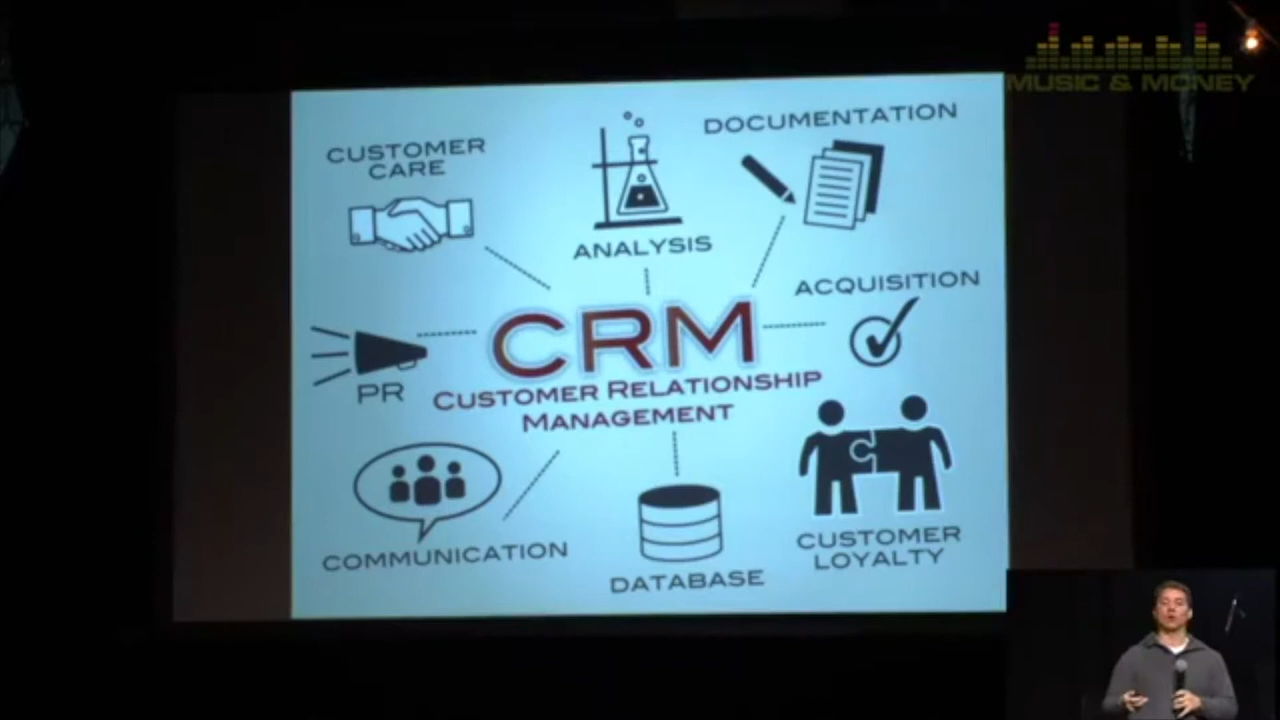 MUSIC & MONEY
DOCUMENTATION
CUSTOMER
CARE
ANALYSIS
ACQUISITION
CRM
PR
CUSTOMER RELATIONSHIP
MANAGEMENT
COMMUNICATION
DATABASE
CUSTOMER
LOYALTY